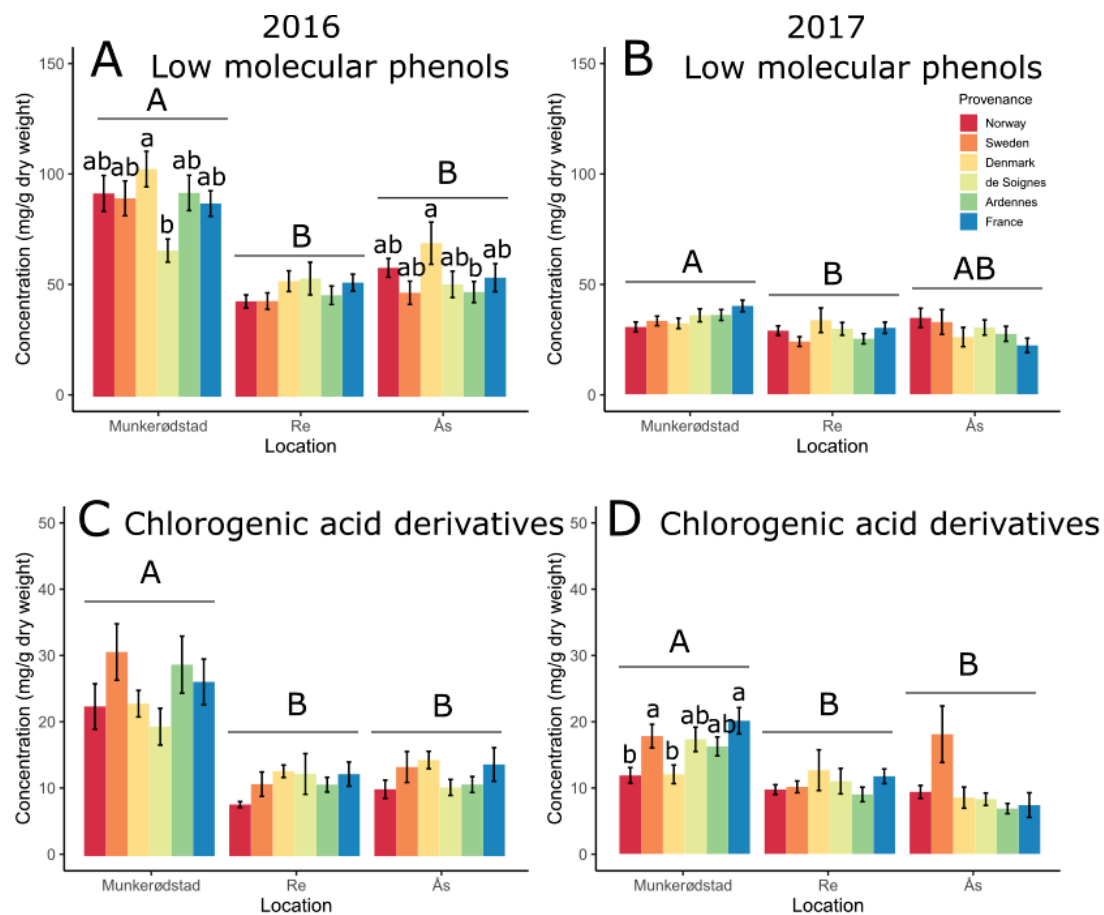 2016
A Low molecular phenols
150
100
50
0
Concentration (mg/g dry weight)
A
ab ab a b ab ab
B
B
ab ab a ab b ab
Munkerødstad Re Ås
Location
2017
B Low molecular phenols
150
100
50
0
Concentration (mg/g dry weight)
Provenance
Norway
Sweden
Denmark
de Soignes
Ardennes
France
A B AB
Munkerødstad Re Ås
Location
C Chlorogenic acid derivatives
50
40
30
20
10
0
Concentration (mg/g dry weight)
A
B B
Munkerødstad Re Ås
Location
D Chlorogenic acid derivatives
50
40
30
20
10
0
Concentration (mg/g dry weight)
A
b a b ab ab a
B
B
Munkerødstad Re Ås
Location